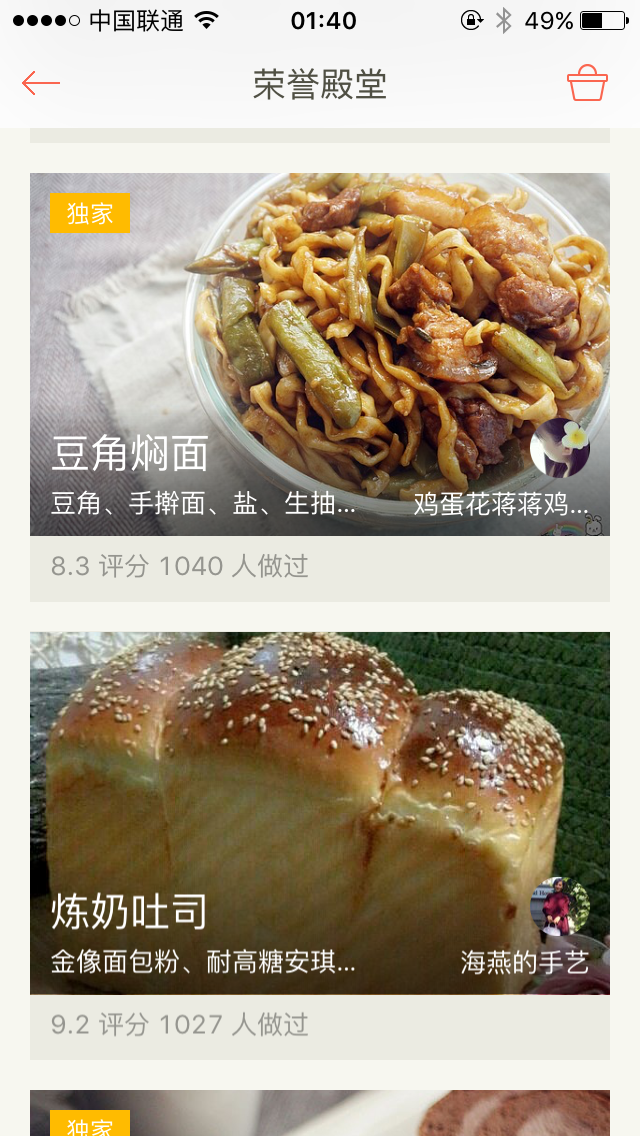 中国联通 01:40 49%
荣誉殿堂
独家
豆角焖面
豆角、手擀面、盐、生抽... 鸡蛋花蒋蒋鸡...
8.3 评分 1040 人做过
炼奶吐司
金像面包粉、耐高糖安琪... 海燕的手艺
9.2 评分 1027 人做过
独家